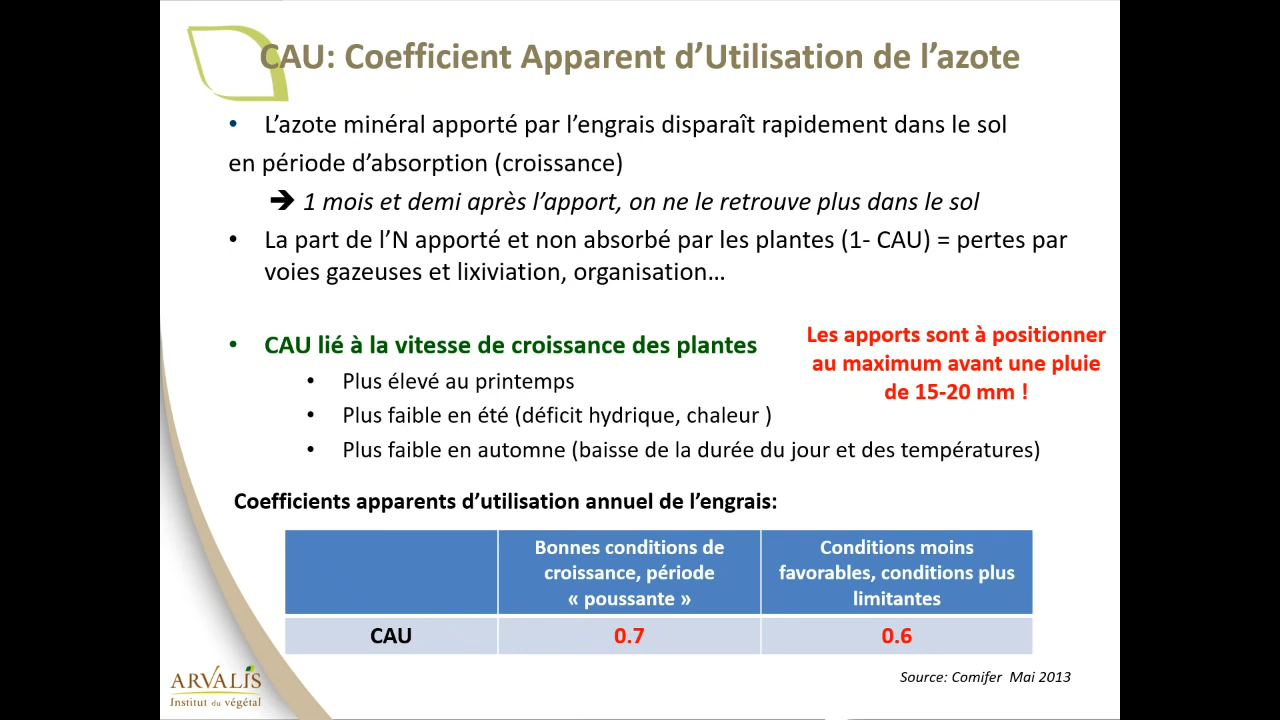 CAU: Coefficient Apparent d’Utilisation de l’azote
• L’azote minéral apporté par l’engrais disparaît rapidement dans le sol
en période d’absorption (croissance)
➔ 1 mois et demi après l’apport, on ne le retrouve plus dans le sol
• La part de l’N apporté et non absorbé par les plantes (1- CAU) = pertes par
voies gazeuses et lixiviation, organisation…
• CAU lié à la vitesse de croissance des plantes
• Plus élevé au printemps
• Plus faible en été (déficit hydrique, chaleur )
• Plus faible en automne (baisse de la durée du jour et des températures)
Les apports sont à positionner
au maximum avant une pluie
de 15-20 mm !
Coefficients apparents d’utilisation annuel de l’engrais:
Bonnes conditions de
croissance, période
« poussante »
Conditions moins
favorables, conditions plus
limitantes
CAU 0.7 0.6
Source: Comifer Mai 2013
ARVALIS
Institut du végétal